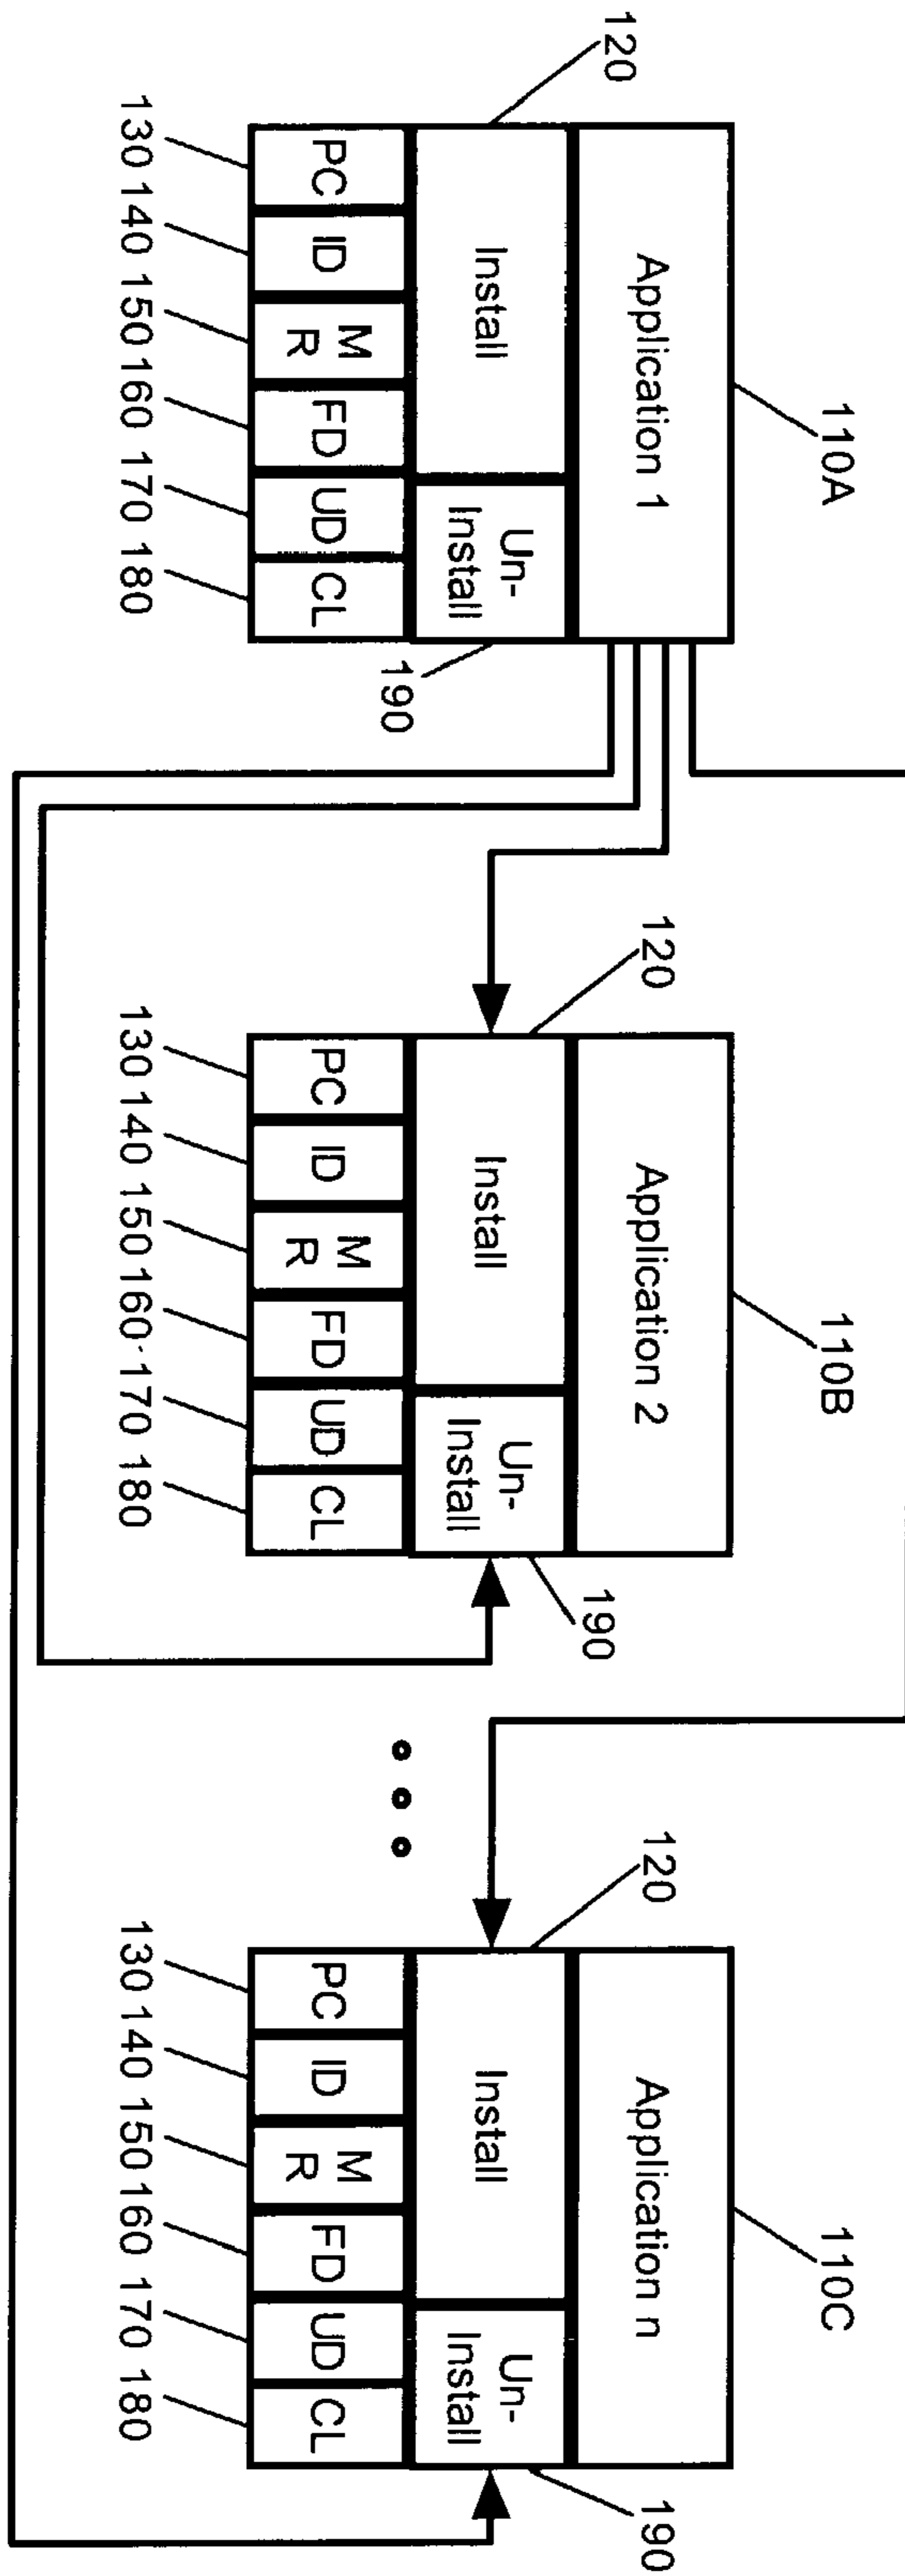 110A
Application 1
120
Install
Un-
Install
190
PC ID M FD UD CL
R
130 140 150 160 170 180
110B
Application 2
120
Install
Un-
Install
190
PC ID M FD UD CL
R
130 140 150 160 170 180
110C
Application n
120
Install
Un-
Install
190
PC ID M FD UD CL
R
130 140 150 160 170 180